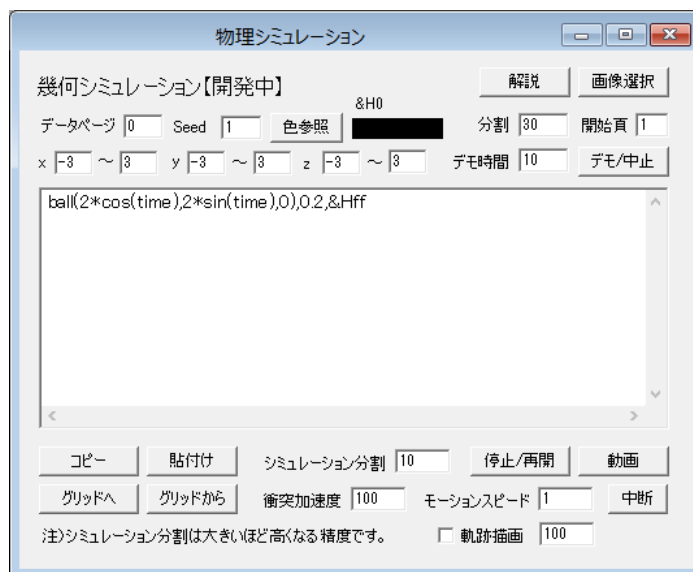 物理シミュレーション
幾何シミュレーション【開発中】 解説 画像選択
&H0
データページ 0 Seed 1 色参照 分割 30 開始頁 1
x -3 ～ 3 y -3 ～ 3 z -3 ～ 3 デモ時間 10 デモ/中止
ball(2*cos(time),2*sin(time),0),0.2,&Hff
コピー 貼付け シミュレーション分割 10 停止/再開 動画
グリッドへ グリッドから 衝突加速度 100 モーションスピード 1 中断
注)シミュレーション分割は大きいほど高くなる精度です。 軌跡描画 100